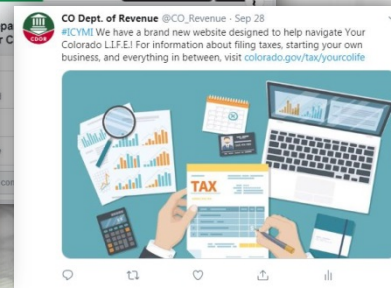 CO Dept. of Revenue @CO_Revenue · Sep 28
#ICYMI We have a brand new website designed to help navigate Your
Colorado L.I.F.E.! For information about filing taxes, starting your own
business, and everything in between, visit colorado.gov/tax/yourcolife
CDOR
TAX